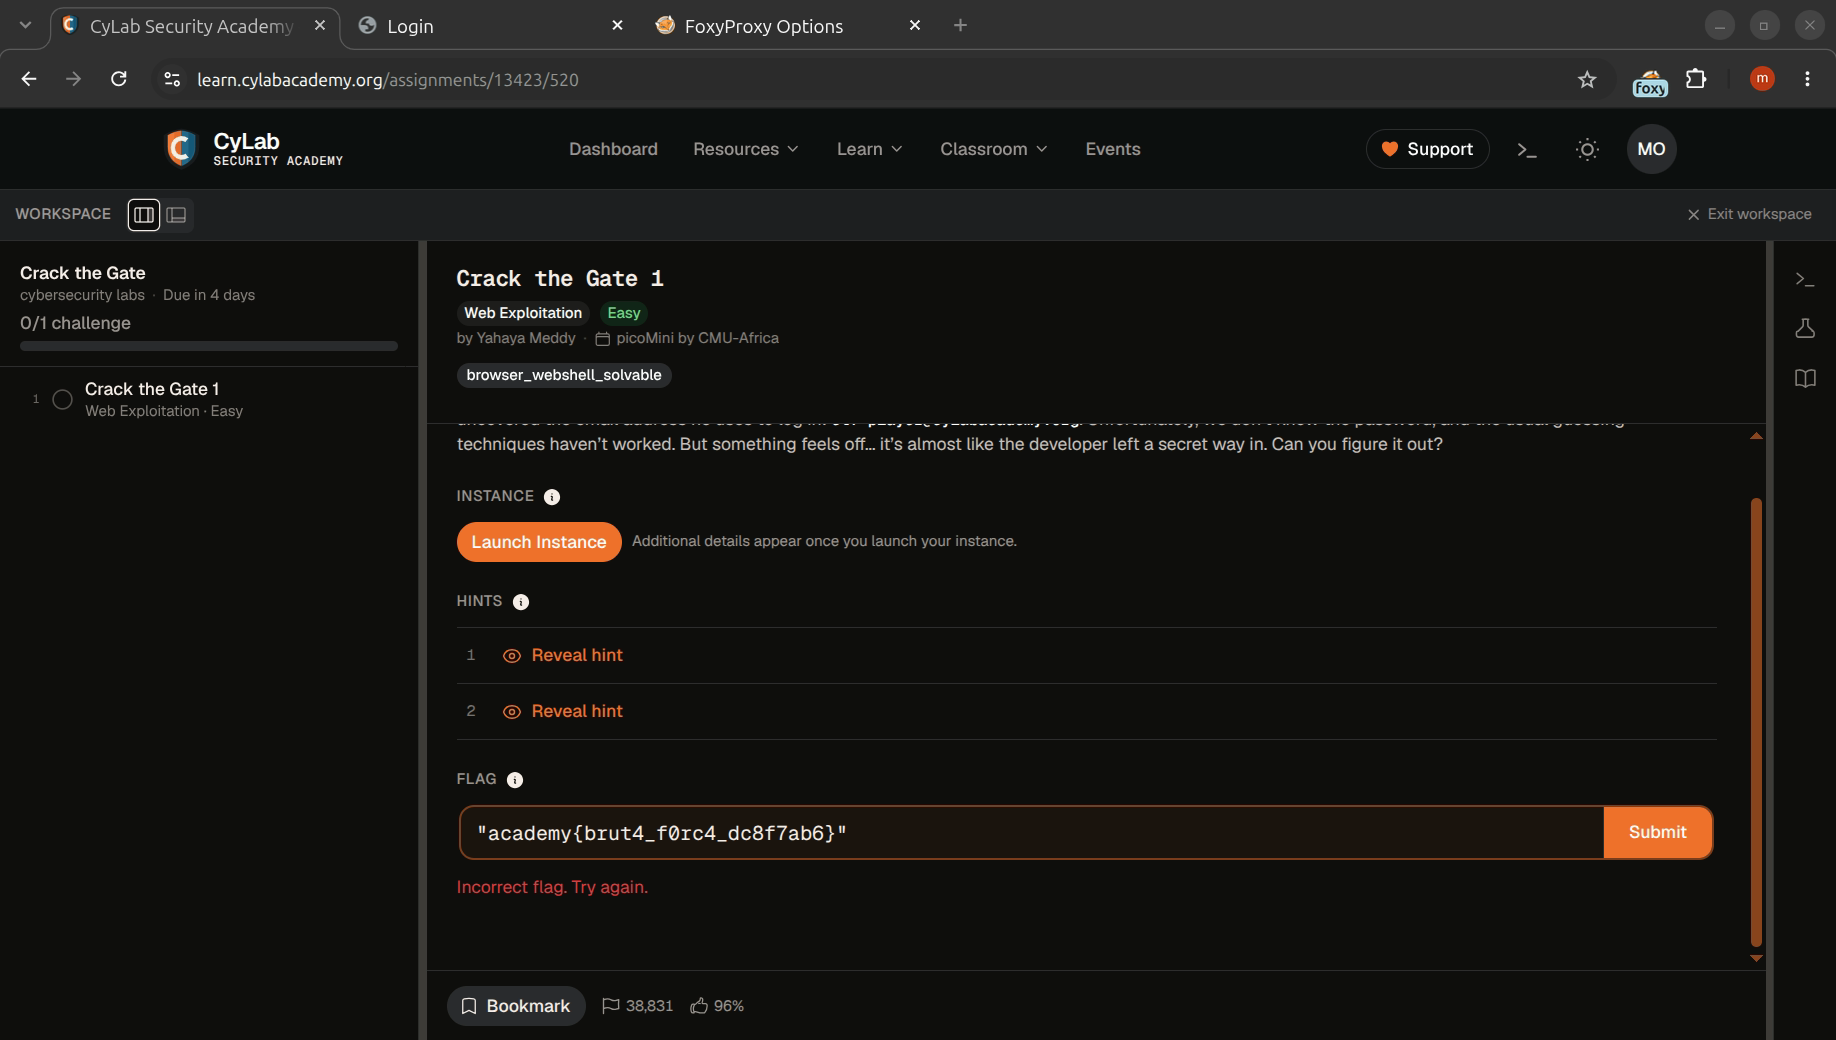 CyLab Security Academy
Login
FoxyProxy Options
learn.cylabacademy.org/assignments/13423/520
foxy
m
CyLab
SECURITY ACADEMY
Dashboard
Resources
Learn
Classroom
Events
Support
MO
WORKSPACE
Exit workspace
Crack the Gate
cybersecurity labs · Due in 4 days
0/1 challenge
1
Crack the Gate 1
Web Exploitation · Easy
Crack the Gate 1
Web Exploitation
Easy
by Yahaya Meddy · picoMini by CMU-Africa
browser_webshell_solvable
techniques haven’t worked. But something feels off… it’s almost like the developer left a secret way in. Can you figure it out?
INSTANCE
Launch Instance
Additional details appear once you launch your instance.
HINTS
1 Reveal hint
2 Reveal hint
FLAG
"academy{brut4_f0rc4_dc8f7ab6}"
Submit
Incorrect flag. Try again.
Bookmark
38,831
96%